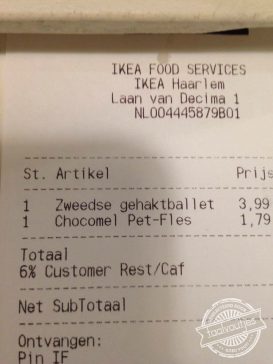 IKEA FOOD SERVICES
IKEA Haarlem
Laan van Decima 1
NL004445879B01
St. Artikel Prijs
1 Zweedse gehaktballet 3,99
1 Chocomel Pet-Fles 1,79
Totaal
6% Customer Rest/Caf
Net SubTotaal
Ontvangen:
Pin IF
taalvoutjes